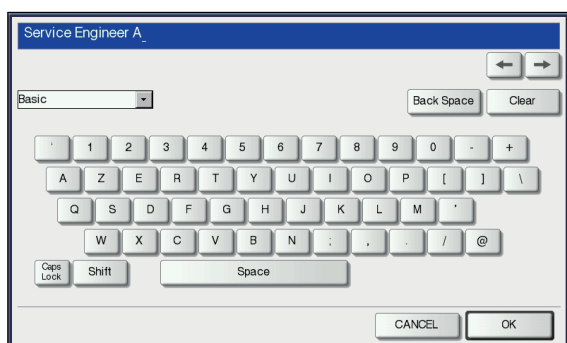 Service Engineer A_
← →
Basic Back Space Clear
` 1 2 3 4 5 6 7 8 9 0 - +
A Z E R T Y U I O P [ ] \
Q S D F G H J K L M '
W X C V B N ; , . / @
Caps Lock Shift Space
CANCEL OK